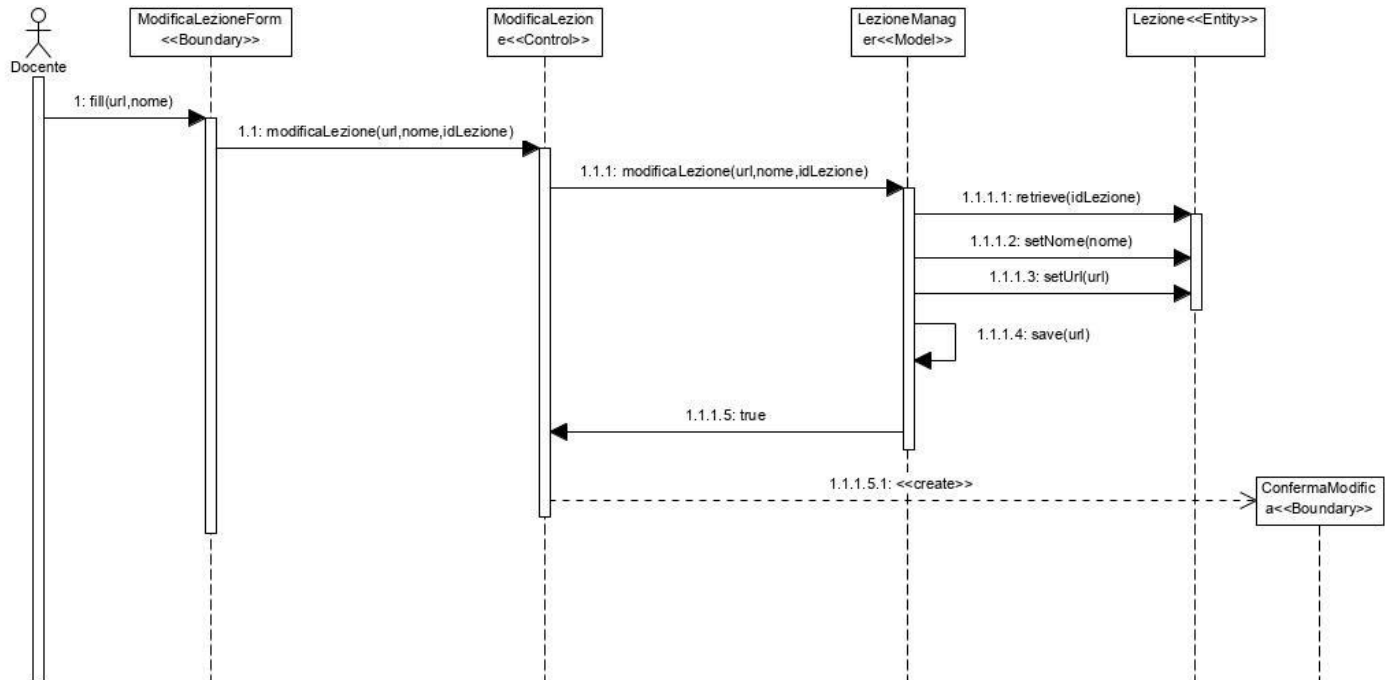 ModificaLezioneForm
<<Boundary>>
ModificaLezion
e<<Control>>
LezioneManag
er<<Model>>
Lezione<<Entity>>
Docente
1: fill(url,nome)
1.1: modificaLezione(url,nome,idLezione)
1.1.1: modificaLezione(url,nome,idLezione)
1.1.1.1: retrieve(idLezione)
1.1.1.2: setNome(nome)
1.1.1.3: setUrl(url)
1.1.1.4: save(url)
1.1.1.5: true
1.1.1.5.1: <<create>>
ConfermaModific
a<<Boundary>>